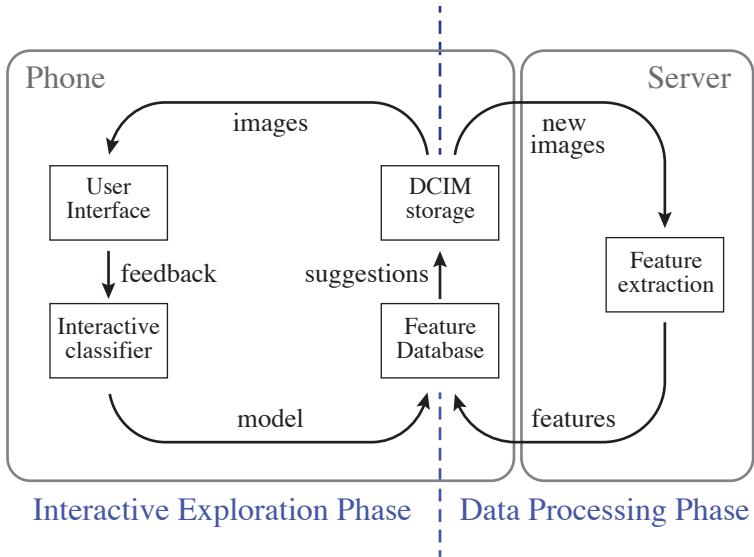 Phone
Server
images
new
images
User
Interface
DCIM
storage
feedback
suggestions
Feature
extraction
Interactive
classifier
Feature
Database
model
features
Interactive Exploration Phase
Data Processing Phase